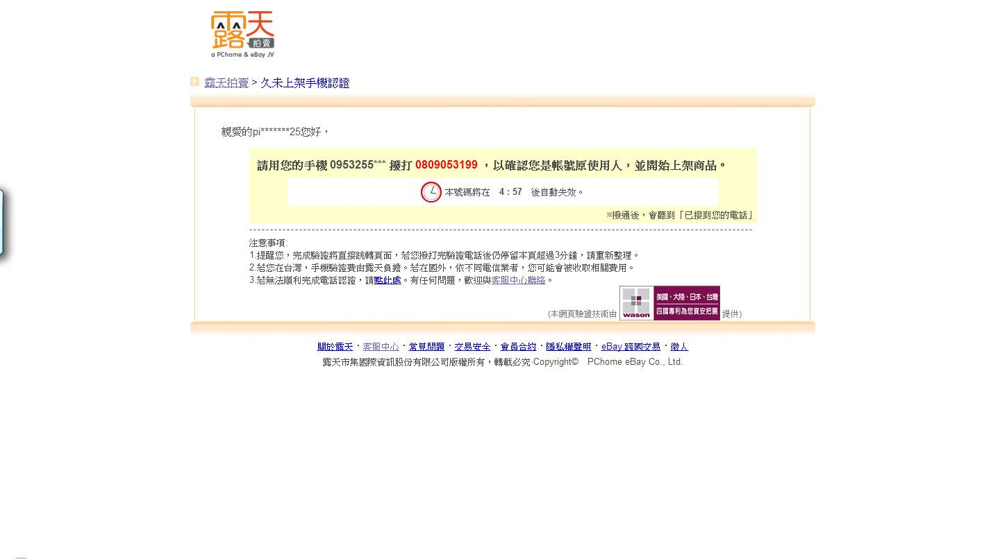 露天
拍賣
a PChome & eBay JV
露天拍賣 > 久未上架手機認證
親愛的pi*******25您好，
請用您的手機 0953255*** 撥打 0809053199 ，以確認您是帳號原使用人，並開始上架商品。
本號碼將在 4 : 57 後自動失效。
※撥通後，會聽到「已接到您的電話」
注意事項:
1.提醒您，完成驗證將直接跳轉頁面，若您撥打完驗證電話後仍停留本頁超過3分鐘，請重新整理。
2.若您在台灣，手機驗證費由露天負擔。若在國外，依不同電信業者，您可能會被收取相關費用。
3.若無法順利完成電話認證，請點此處。有任何問題，歡迎與客服中心聯絡。
美國、大陸、日本、台灣
四國專利為您資安把關
(本網頁驗證技術由 wason 提供)
關於露天‧客服中心‧常見問題‧交易安全‧會員合約‧隱私權聲明‧eBay 跨國交易‧徵人
露天市集國際資訊股份有限公司版權所有，轉載必究‧Copyright© PChome eBay Co., Ltd.